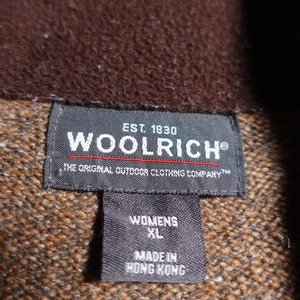 EST. 1830
WOOLRICH®
THE ORIGINAL OUTDOOR CLOTHING COMPANY™
WOMENS
XL
MADE IN
HONG KONG